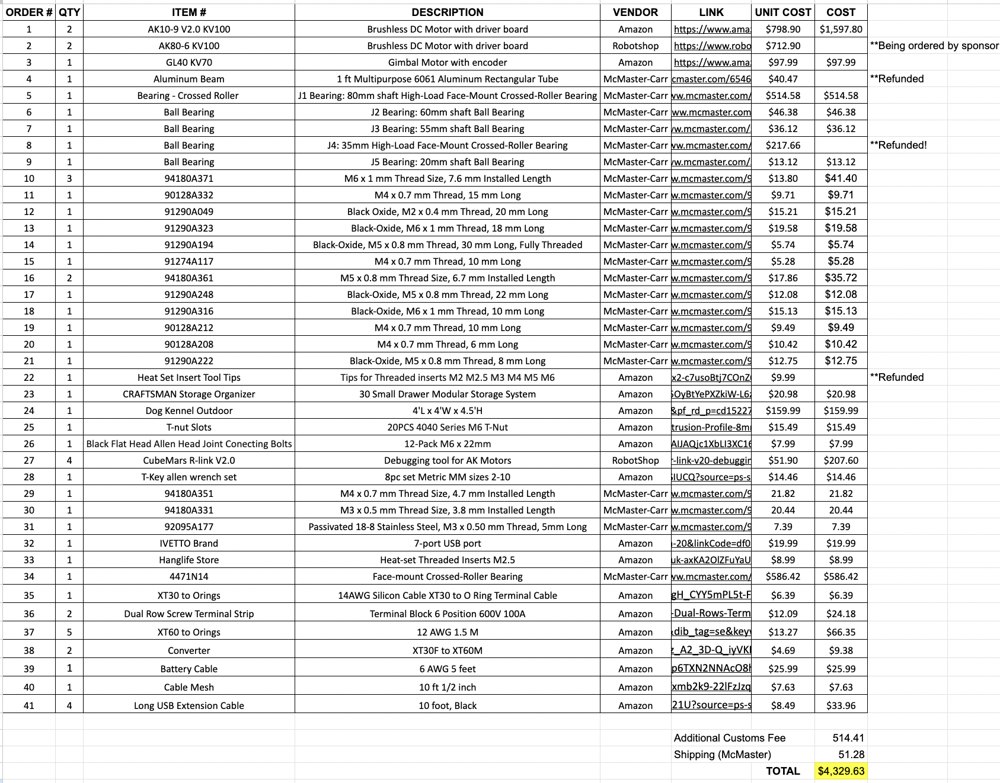 ORDER # QTY ITEM # DESCRIPTION VENDOR LINK UNIT COST COST
1 2 AK10-9 V2.0 KV100 Brushless DC Motor with driver board Amazon https://www.ama $798.90 $1,597.80
2 2 AK80-6 KV100 Brushless DC Motor with driver board Robotshop https://www.robo $712.90 **Being ordered by sponsor
3 1 GL40 KV70 Gimbal Motor with encoder Amazon https://www.ama $97.99 $97.99
4 1 Aluminum Beam 1 ft Multipurpose 6061 Aluminum Rectangular Tube McMaster-Carr cmaster.com/6546 $40.47 **Refunded
5 1 Bearing - Crossed Roller J1 Bearing: 80mm shaft High-Load Face-Mount Crossed-Roller Bearing McMaster-Carr w.mcmaster.com/ $514.58 $514.58
6 1 Ball Bearing J2 Bearing: 60mm shaft Ball Bearing McMaster-Carr ww.mcmaster.com $46.38 $46.38
7 1 Ball Bearing J3 Bearing: 55mm shaft Ball Bearing McMaster-Carr w.mcmaster.com/ $36.12 $36.12
8 1 Ball Bearing J4: 35mm High-Load Face-Mount Crossed-Roller Bearing McMaster-Carr w.mcmaster.com/ $217.66 **Refunded!
9 1 Ball Bearing J5 Bearing: 20mm shaft Ball Bearing McMaster-Carr w.mcmaster.com/ $13.12 $13.12
10 3 94180A371 M6 x 1 mm Thread Size, 7.6 mm Installed Length McMaster-Carr w.mcmaster.com/9 $13.80 $41.40
11 1 90128A332 M4 x 0.7 mm Thread, 15 mm Long McMaster-Carr w.mcmaster.com/9 $9.71 $9.71
12 1 91290A049 Black Oxide, M2 x 0.4 mm Thread, 20 mm Long McMaster-Carr w.mcmaster.com/9 $15.21 $15.21
13 1 91290A323 Black-Oxide, M6 x 1 mm Thread, 18 mm Long McMaster-Carr w.mcmaster.com/9 $19.58 $19.58
14 1 91290A194 Black-Oxide, M5 x 0.8 mm Thread, 30 mm Long, Fully Threaded McMaster-Carr w.mcmaster.com/9 $5.74 $5.74
15 1 91274A117 M4 x 0.7 mm Thread, 10 mm Long McMaster-Carr w.mcmaster.com/9 $5.28 $5.28
16 2 94180A361 M5 x 0.8 mm Thread Size, 6.7 mm Installed Length McMaster-Carr w.mcmaster.com/9 $17.86 $35.72
17 1 91290A248 Black-Oxide, M5 x 0.8 mm Thread, 22 mm Long McMaster-Carr w.mcmaster.com/9 $12.08 $12.08
18 1 91290A316 Black-Oxide, M6 x 1 mm Thread, 10 mm Long McMaster-Carr w.mcmaster.com/9 $15.13 $15.13
19 1 90128A212 M4 x 0.7 mm Thread, 10 mm Long McMaster-Carr w.mcmaster.com/9 $9.49 $9.49
20 1 90128A208 M4 x 0.7 mm Thread, 6 mm Long McMaster-Carr w.mcmaster.com/9 $10.42 $10.42
21 1 91290A222 Black-Oxide, M5 x 0.8 mm Thread, 8 mm Long McMaster-Carr w.mcmaster.com/9 $12.75 $12.75
22 1 Heat Set Insert Tool Tips Tips for Threaded inserts M2 M2.5 M3 M4 M5 M6 Amazon x2-c7usoBtj7COnZ $9.99 **Refunded
23 1 CRAFTSMAN Storage Organizer 30 Small Drawer Modular Storage System Amazon OyBtYePXZkiW-L6 $20.98 $20.98
24 1 Dog Kennel Outdoor 4'L x 4'W x 4.5'H Amazon &pf_rd_p=cd15227 $159.99 $159.99
25 1 T-nut Slots 20PCS 4040 Series M6 T-Nut Amazon trusion-Profile-8m $15.49 $15.49
26 1 Black Flat Head Allen Head Joint Conecting Bolts 12-Pack M6 x 22mm Amazon AIJAQjc1XbLI3XC16 $7.99 $7.99
27 4 CubeMars R-link V2.0 Debugging tool for AK Motors RobotShop r-link-v20-debuggin $51.90 $207.60
28 1 T-Key allen wrench set 8pc set Metric MM sizes 2-10 Amazon IUCQ?source=ps-s $14.46 $14.46
29 1 94180A351 M4 x 0.7 mm Thread Size, 4.7 mm Installed Length McMaster-Carr w.mcmaster.com/9 21.82 21.82
30 1 94180A331 M3 x 0.5 mm Thread Size, 3.8 mm Installed Length McMaster-Carr w.mcmaster.com/9 20.44 20.44
31 1 92095A177 Passivated 18-8 Stainless Steel, M3 x 0.50 mm Thread, 5mm Long McMaster-Carr w.mcmaster.com/9 7.39 7.39
32 1 IVETTO Brand 7-port USB port Amazon -20&linkCode=df0 $19.99 $19.99
33 1 Hanglife Store Heat-set Threaded Inserts M2.5 Amazon uk-axKA2OlZFuYaU $8.99 $8.99
34 1 4471N14 Face-mount Crossed-Roller Bearing McMaster-Carr w.mcmaster.com/ $586.42 $586.42
35 1 XT30 to Orings 14AWG Silicon Cable XT30 to O Ring Terminal Cable Amazon gH_CYY5mPL5t-F $6.39 $6.39
36 2 Dual Row Screw Terminal Strip Terminal Block 6 Position 600V 100A Amazon -Dual-Rows-Term $12.09 $24.18
37 5 XT60 to Orings 12 AWG 1.5 M Amazon dib_tag=se&key $13.27 $66.35
38 2 Converter XT30F to XT60M Amazon z_A2_3D-Q_iyVKI $4.69 $9.38
39 1 Battery Cable 6 AWG 5 feet Amazon p6TXN2NNAcO8 $25.99 $25.99
40 1 Cable Mesh 10 ft 1/2 inch Amazon xmb2k9-22lFzJzq $7.63 $7.63
41 4 Long USB Extension Cable 10 foot, Black Amazon 21U?source=ps-s $8.49 $33.96
Additional Customs Fee 514.41
Shipping (McMaster) 51.28
TOTAL $4,329.63